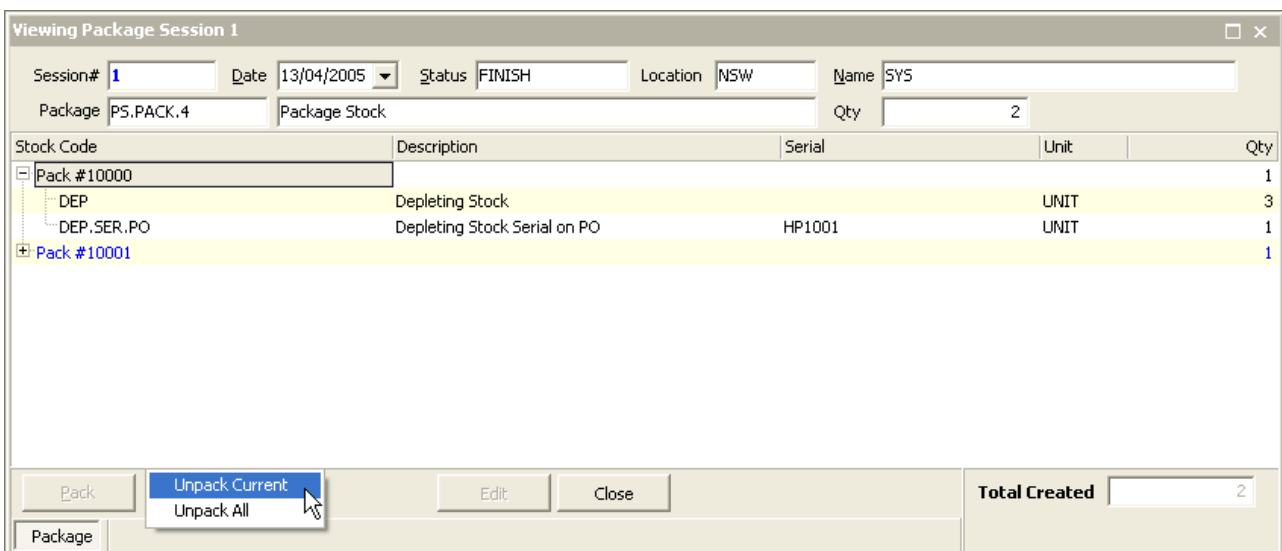 Viewing Package Session 1
Session# 1 Date 13/04/2005 Status FINISH Location NSW Name SYS
Package PS.PACK.4 Package Stock Qty 2
Stock Code Description Serial Unit Qty
Pack #10000 1
DEP Depleting Stock UNIT 3
DEP.SER.PO Depleting Stock Serial on PO HP1001 UNIT 1
Pack #10001 1
Pack Unpack Current Edit Close Total Created 2
Unpack All
Package